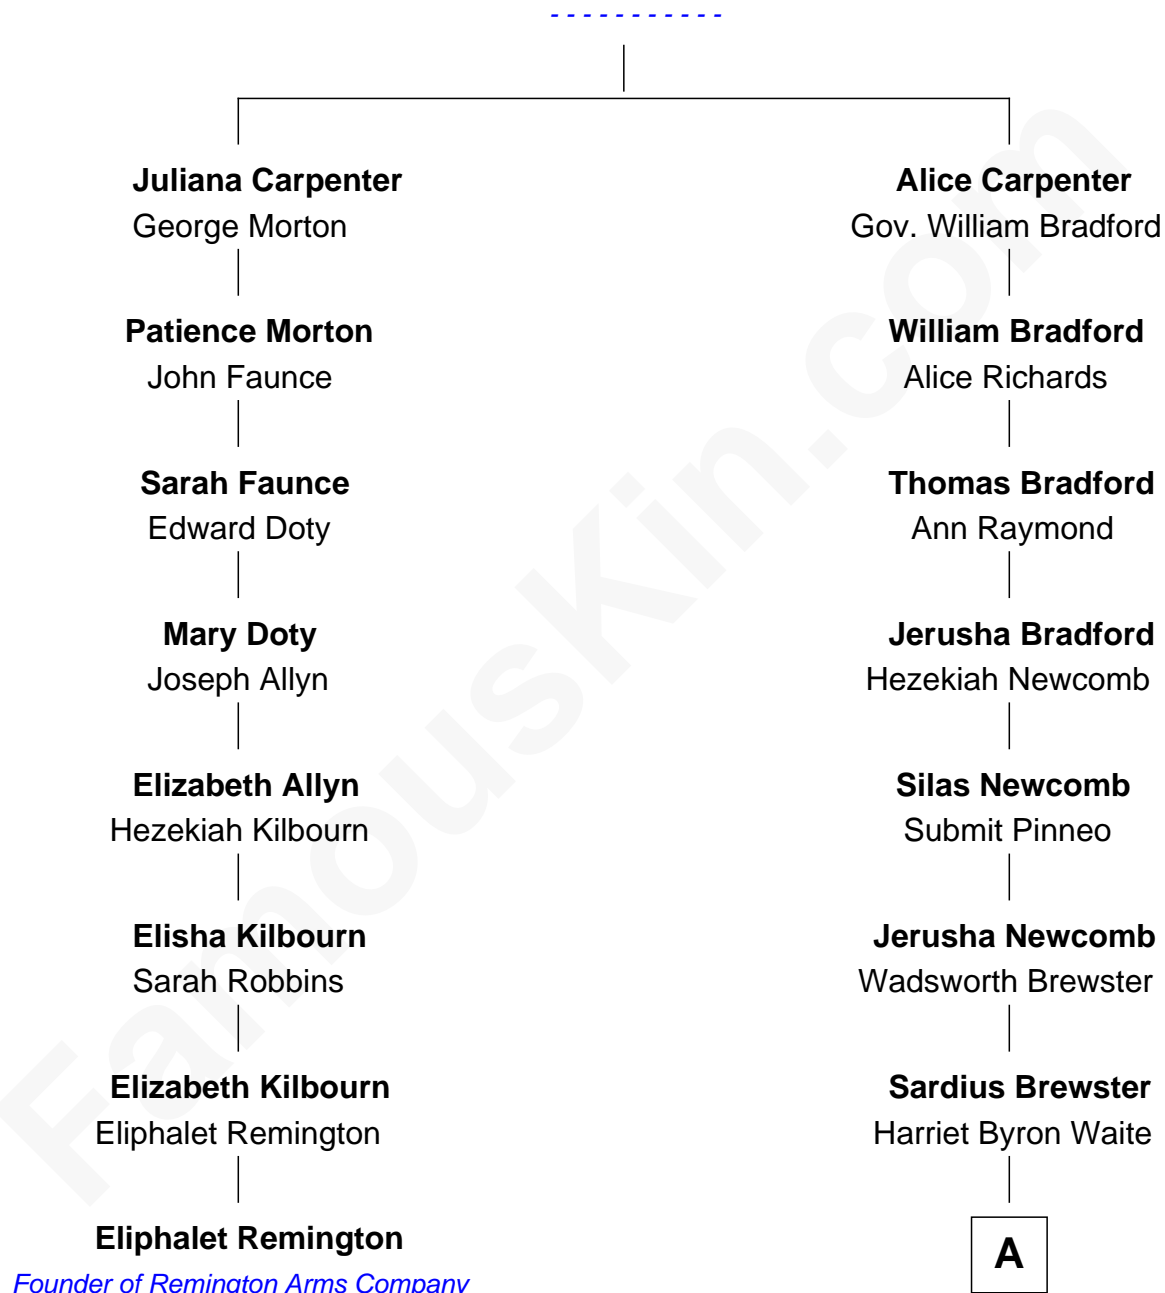 - - - - - - - - - - -
Juliana Carpenter
George Morton
Alice Carpenter
Gov. William Bradford
Patience Morton
John Faunce
William Bradford
Alice Richards
Sarah Faunce
Edward Doty
Thomas Bradford
Ann Raymond
Mary Doty
Joseph Allyn
Jerusha Bradford
Hezekiah Newcomb
Elizabeth Allyn
Hezekiah Kilbourn
Silas Newcomb
Submit Pinneo
Elisha Kilbourn
Sarah Robbins
Jerusha Newcomb
Wadsworth Brewster
Elizabeth Kilbourn
Eliphalet Remington
Sardius Brewster
Harriet Byron Waite
Eliphalet Remington
Founder of Remington Arms Company
A
FamousKin.com